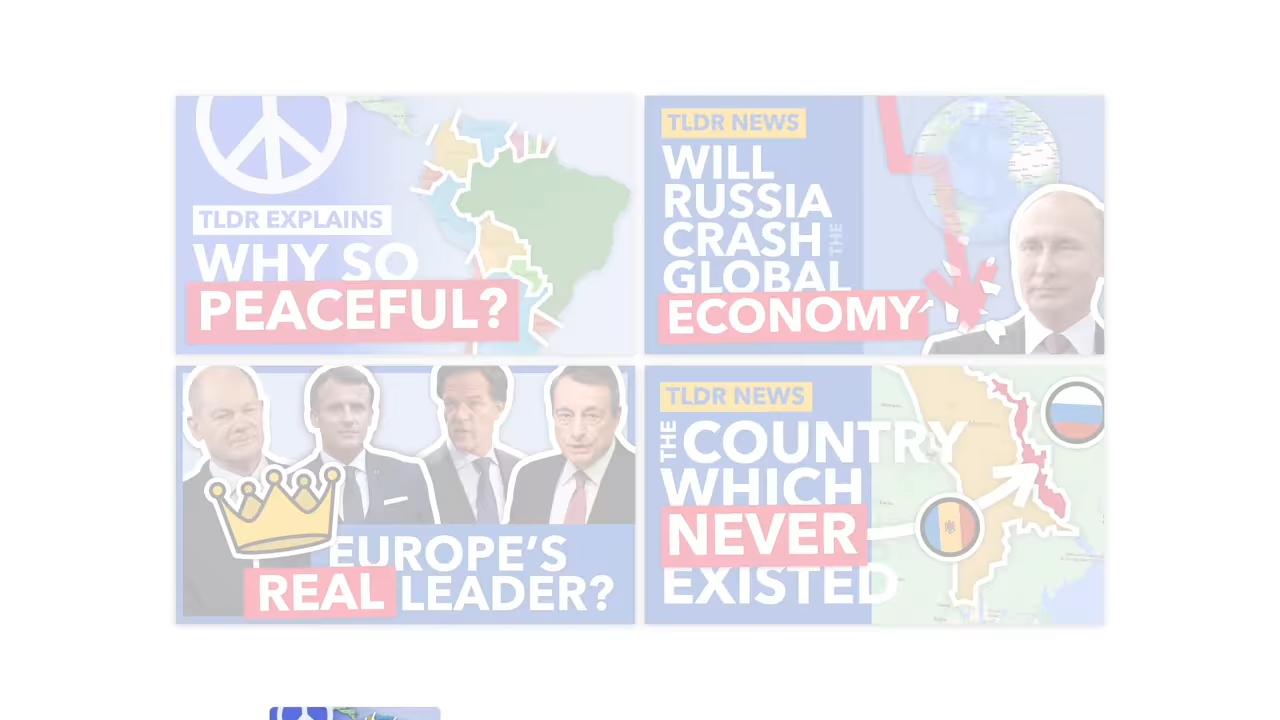 TLDR EXPLAINS
WHY SO
PEACEFUL?
TLDR NEWS
WILL
RUSSIA
CRASH THE
GLOBAL
ECONOMY
EUROPE'S
REAL LEADER?
TLDR NEWS
THE COUNTRY
WHICH
NEVER
EXISTED